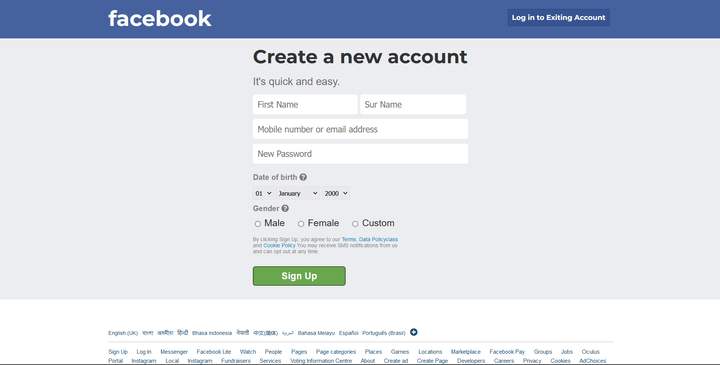 facebook
Log in to Exiting Account
Create a new account
It's quick and easy.
First Name Sur Name
Mobile number or email address
New Password
Date of birth
01 January 2000
Gender
Male Female Custom
By clicking Sign Up, you agree to our Terms, Data Policyclass
and Cookie Policy You may receive SMS notifications from us
and can opt out at any time.
Sign Up
English (UK) বাংলা অসমীয়া हिन्दी Bhasa Indonesia नेपाली العربية Bahasa Melayu Español Português (Brasil)
Sign Up Log In Messenger Facebook Lite Watch People Pages Page categories Places Games Locations Marketplace Facebook Pay Groups Jobs Oculus
Portal Instagram Local Instagram Fundraisers Services Voting Information Centre About Create ad Create Page Developers Careers Privacy Cookies AdChoices